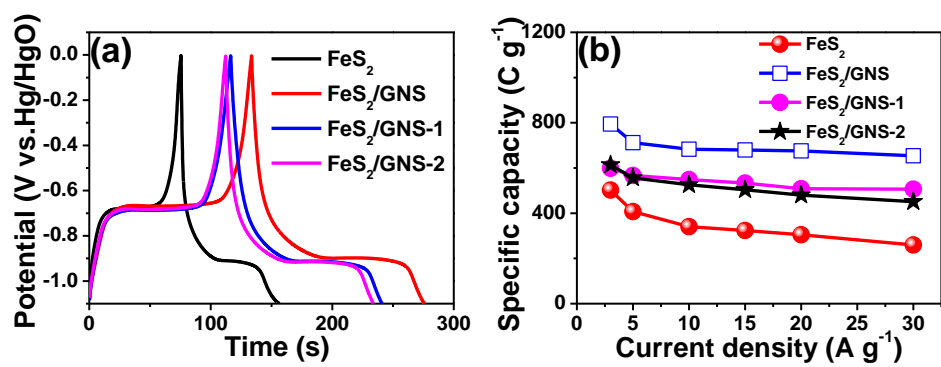 (a)
FeS₂
FeS₂/GNS
FeS₂/GNS-1
FeS₂/GNS-2
Potential (V vs.Hg/HgO)
0.0
-0.2
-0.4
-0.6
-0.8
-1.0
0
100
200
300
Time (s)
(b)
FeS₂
FeS₂/GNS
FeS₂/GNS-1
FeS₂/GNS-2
Specific capacity (C g⁻¹)
1200
800
400
0
0
5
10
15
20
25
30
Current density (A g⁻¹)